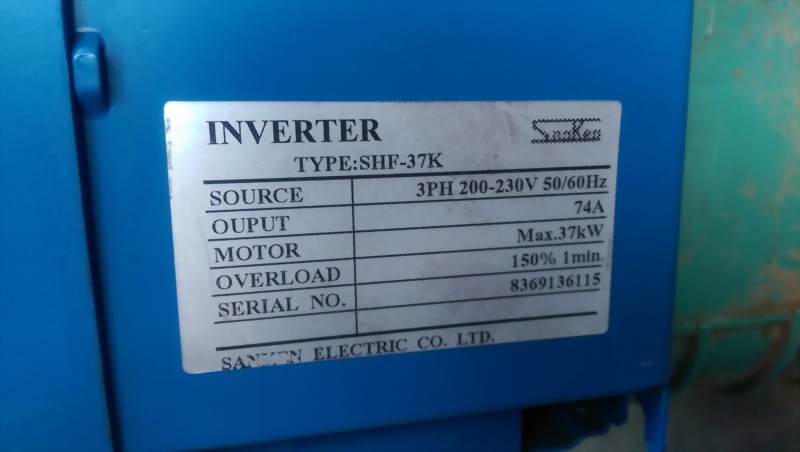 INVERTER
SanKen
TYPE:SHF-37K
SOURCE 3PH 200-230V 50/60Hz
OUPUT 74A
MOTOR Max.37kW
OVERLOAD 150% 1min.
SERIAL NO. 8369136115
SANKEN ELECTRIC CO. LTD.